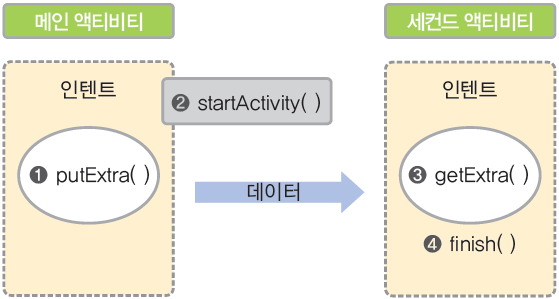 메인 액티비티
세컨드 액티비티
인텐트
❶ putExtra( )
❷ startActivity( )
데이터
인텐트
❸ getExtra( )
❹ finish( )